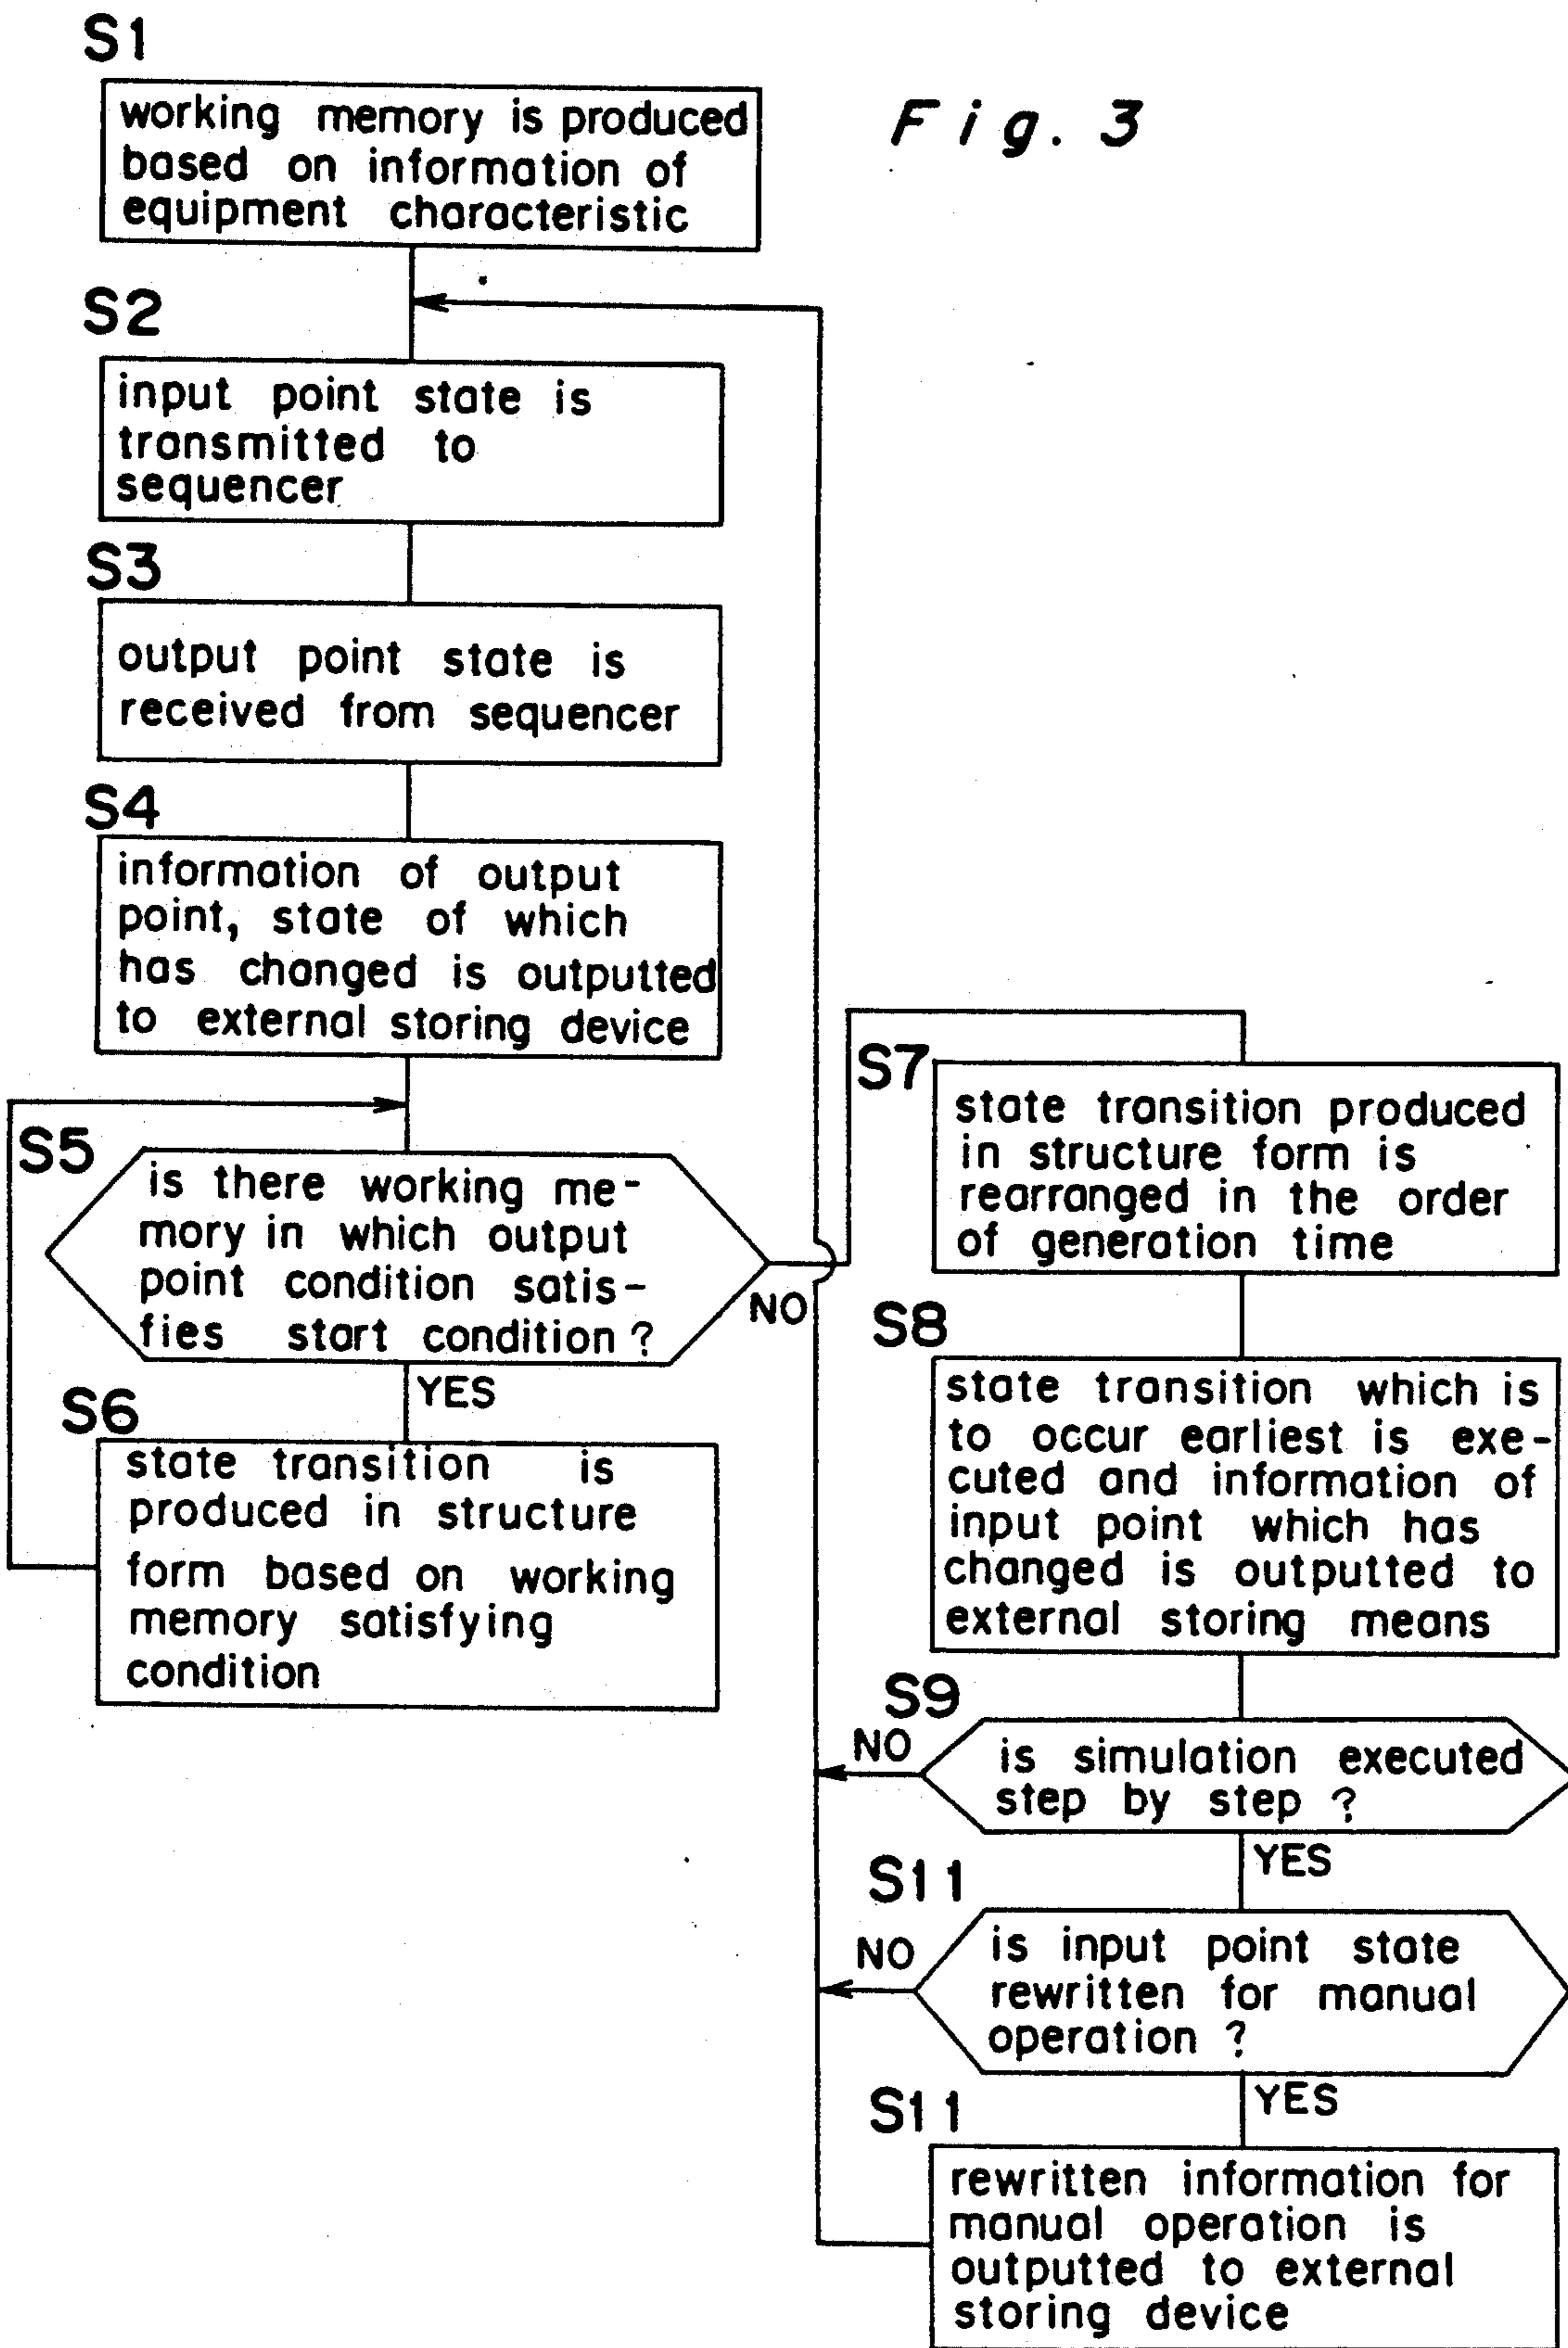 S1
working memory is produced
based on information of
equipment characteristic
Fig. 3
S2
input point state is
transmitted to
sequencer
S3
output point state is
received from sequencer
S4
information of output
point, state of which
has changed is outputted
to external storing device
S5
is there working me-
mory in which output
point condition satis-
fies start condition?
NO
YES
S6
state transition is
produced in structure
form based on working
memory satisfying
condition
S7
state transition produced
in structure form is
rearranged in the order
of generation time
S8
state transition which is
to occur earliest is exe-
cuted and information of
input point which has
changed is outputted to
external storing means
S9
NO
is simulation executed
step by step ?
YES
S11
NO
is input point state
rewritten for manual
operation ?
YES
S11
rewritten information for
manual operation is
outputted to external
storing device